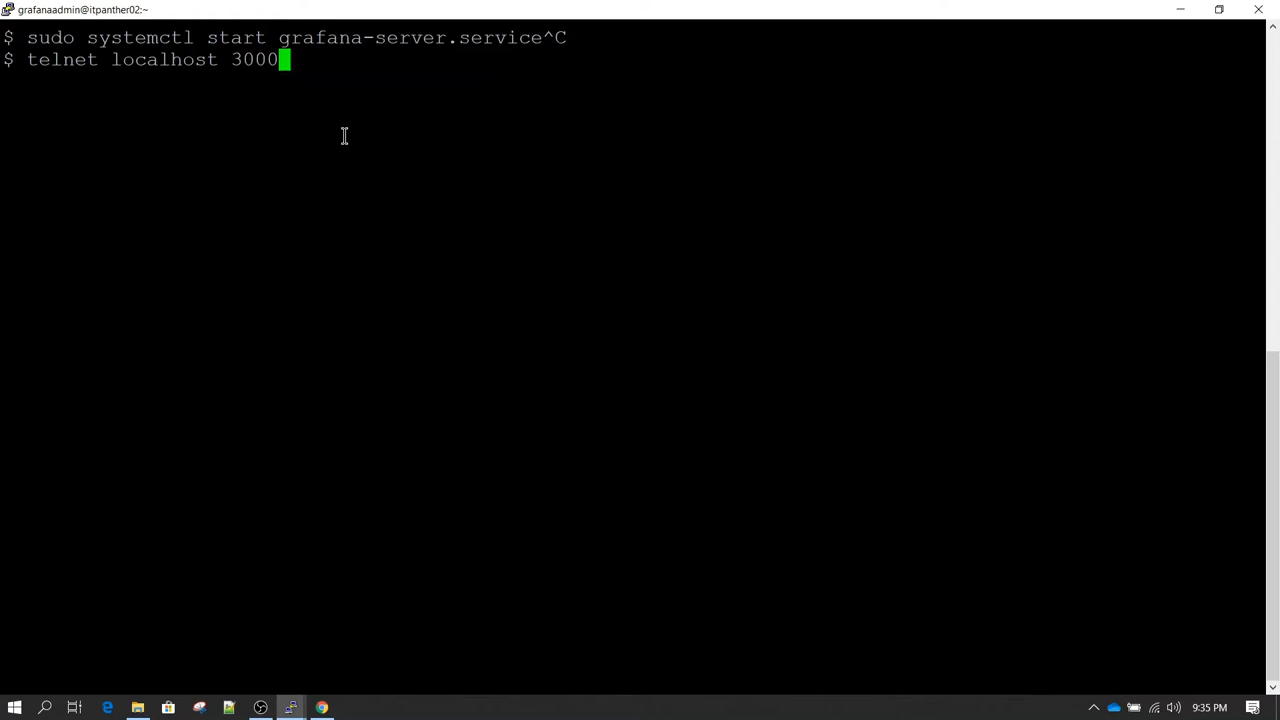 grafanaadmin@itpanther02:~
$ sudo systemctl start grafana-server.service^C
$ telnet localhost 3000
9:35 PM